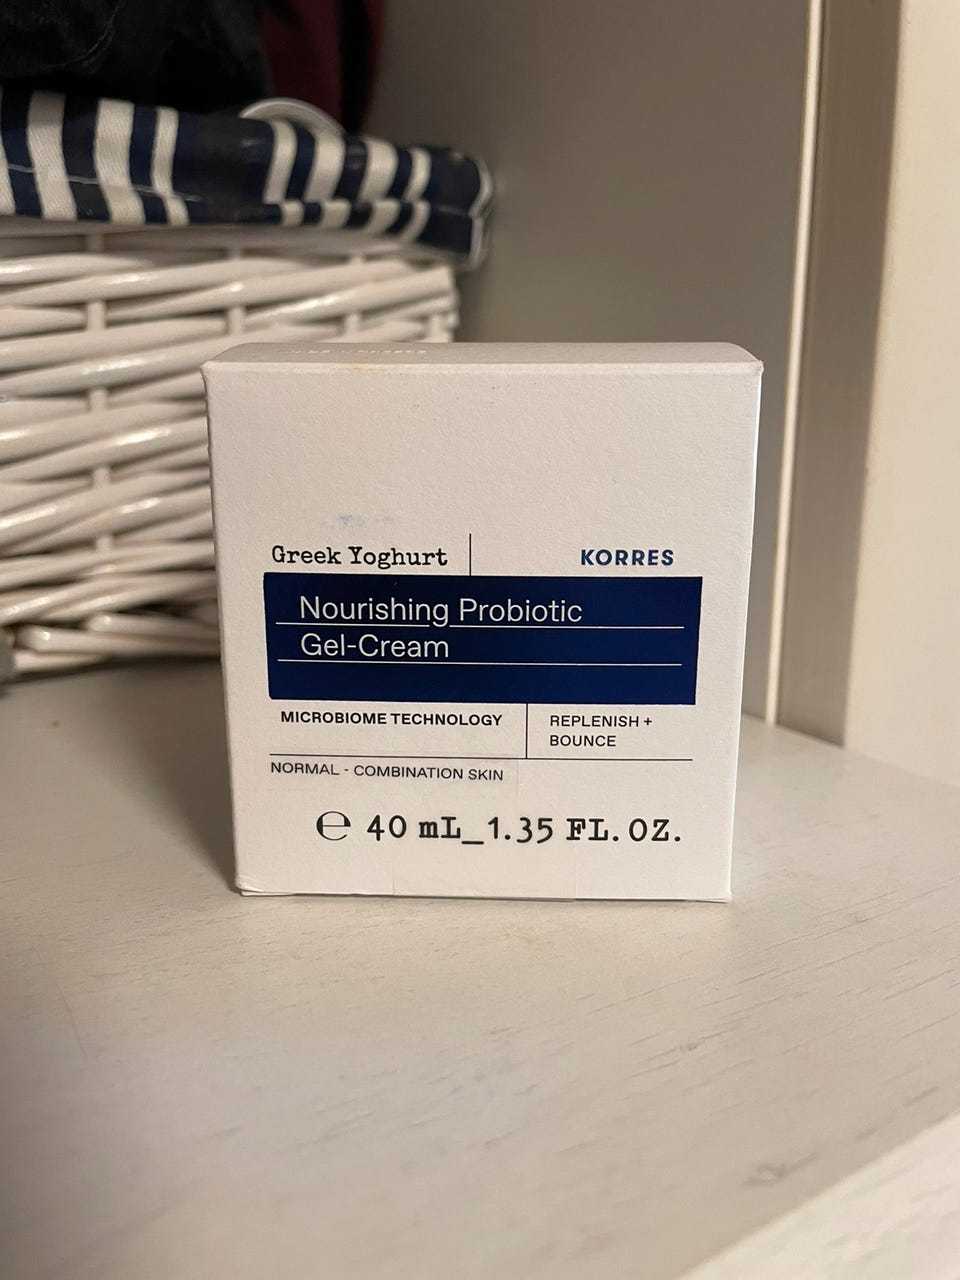 Greek Yoghurt
KORRES
Nourishing Probiotic
Gel-Cream
MICROBIOME TECHNOLOGY
REPLENISH +
BOUNCE
NORMAL - COMBINATION SKIN
℮ 40 mL_1.35 FL. OZ.